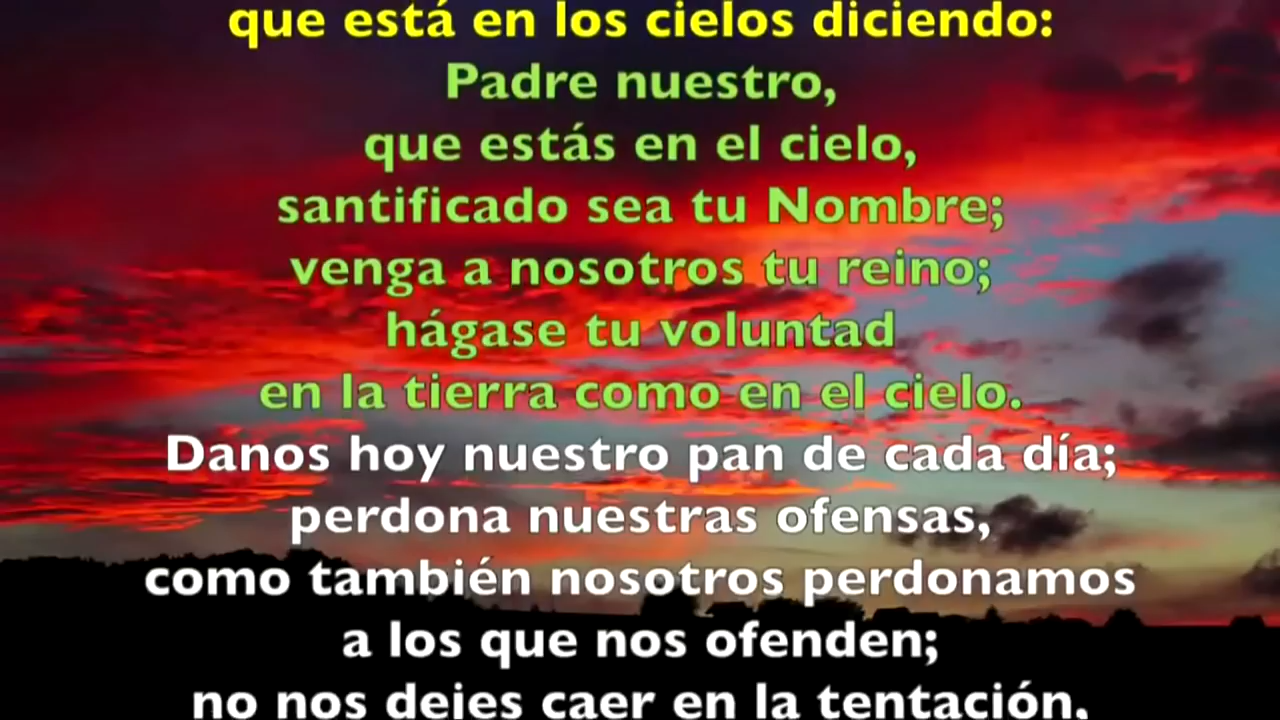 que está en los cielos diciendo:
Padre nuestro,
que estás en el cielo,
santificado sea tu Nombre;
venga a nosotros tu reino;
hágase tu voluntad
en la tierra como en el cielo.
Danos hoy nuestro pan de cada día;
perdona nuestras ofensas,
como también nosotros perdonamos
a los que nos ofenden;
no nos dejes caer en la tentación,